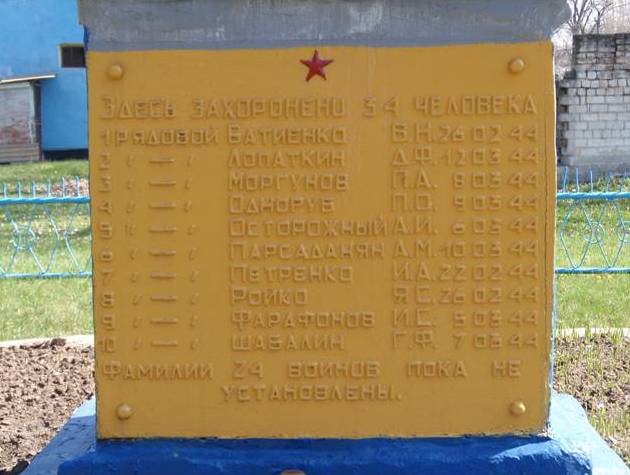 Здесь захоронено 34 человека
1 рядовой Ватиенко В.Н. 26 02 44
2 〃 — 〃 Лопаткин Д.Ф. 12 03 44
3 〃 — 〃 Моргунов П.А. 8 03 44
4 〃 — 〃 Одноруб П.О. 9 03 44
5 〃 — 〃 Осторожный А.И. 6 03 44
6 〃 — 〃 Парсаданян А.М. 10 03 44
7 〃 — 〃 Петренко И.А. 22 02 44
8 〃 — 〃 Ройко Я.С. 26 02 44
9 〃 — 〃 Фарафонов И.С. 5 03 44
10 〃 — 〃 Шабалин Г.Ф. 7 03 44
Фамилии 24 воинов пока не
установлены.